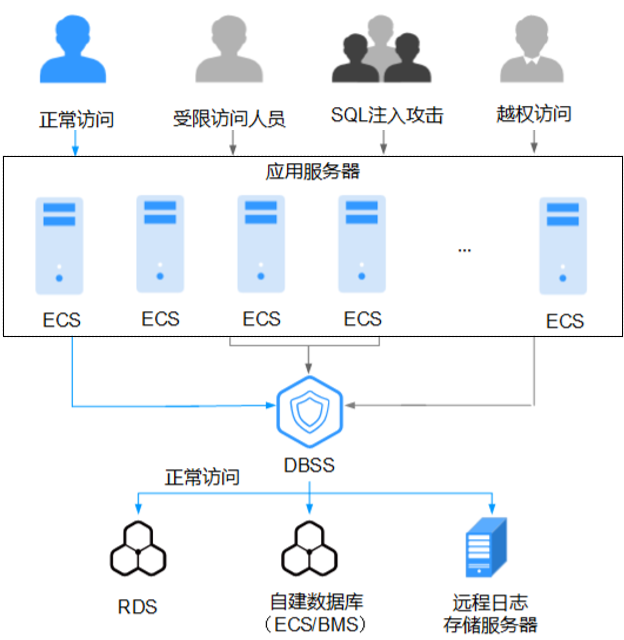 正常访问
受限访问人员
SQL注入攻击
越权访问
应用服务器
...
ECS
ECS
ECS
ECS
ECS
DBSS
正常访问
RDS
自建数据库
（ECS/BMS）
远程日志
存储服务器